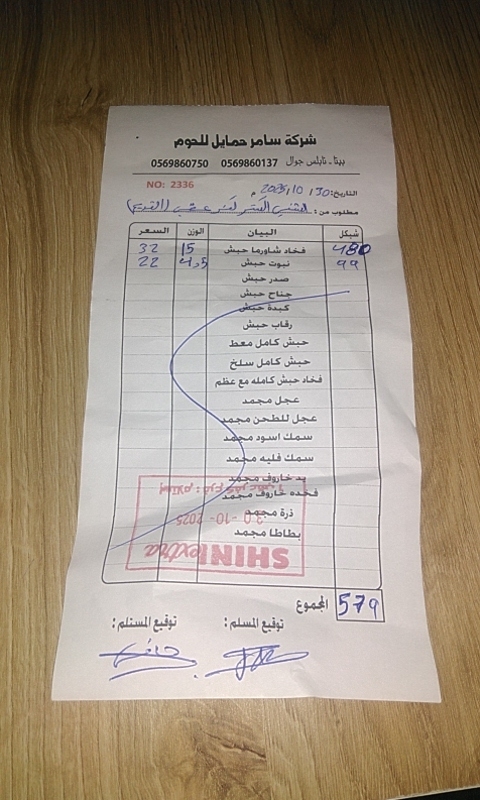 شركة سامر حمايل للحوم
بيتا - نابلس جوال 0569860137 0569860750
NO: 2336
التاريخ: 30/10/2025 م
مطلوب من :
شيكل البيان الوزن السعر
480 فخاد شاورما حبش 15 32
99 نبوت حبش 4.5 22
صدر حبش
جناح حبش
كبدة حبش
رقاب حبش
حبش كامل معط
حبش كامل سلخ
فخاد حبش كامله مع عظم
عجل مجمد
عجل للطحن مجمد
سمك اسود مجمد
سمك فليه مجمد
يد خاروف مجمد
فخده خاروف مجمد
ذرة مجمد
بطاطا مجمد
SHINI extra
30-10-2025
المجموع 579
توقيع المسلم : توقيع المستلم :